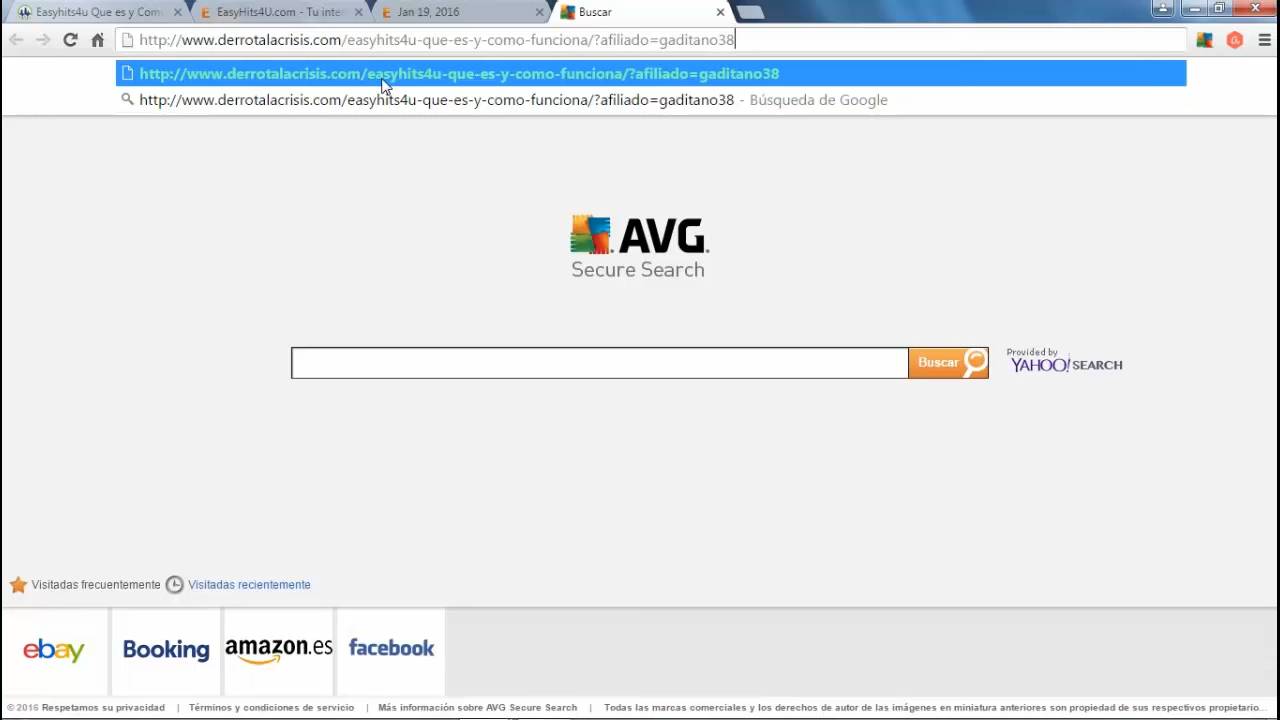 Easyhits4u Que es y Com
EasyHits4U.com - Tu inte
Jan 19, 2016
Buscar
http://www.derrotalacrisis.com/easyhits4u-que-es-y-como-funciona/?afiliado=gaditano38
http://www.derrotalacrisis.com/easyhits4u-que-es-y-como-funciona/?afiliado=gaditano38
http://www.derrotalacrisis.com/easyhits4u-que-es-y-como-funciona/?afiliado=gaditano38 - Búsqueda de Google
AVG.
Secure Search
Buscar
Provided by
YAHOO! SEARCH
Visitadas frecuentemente Visitadas recientemente
ebay Booking amazon.es facebook
© 2016 Respetamos su privacidad | Términos y condiciones de servicio | Más información sobre AVG Secure Search | Todas las marcas comerciales y los derechos de autor de las imágenes en miniatura anteriores son propiedad de sus respectivos propietario...